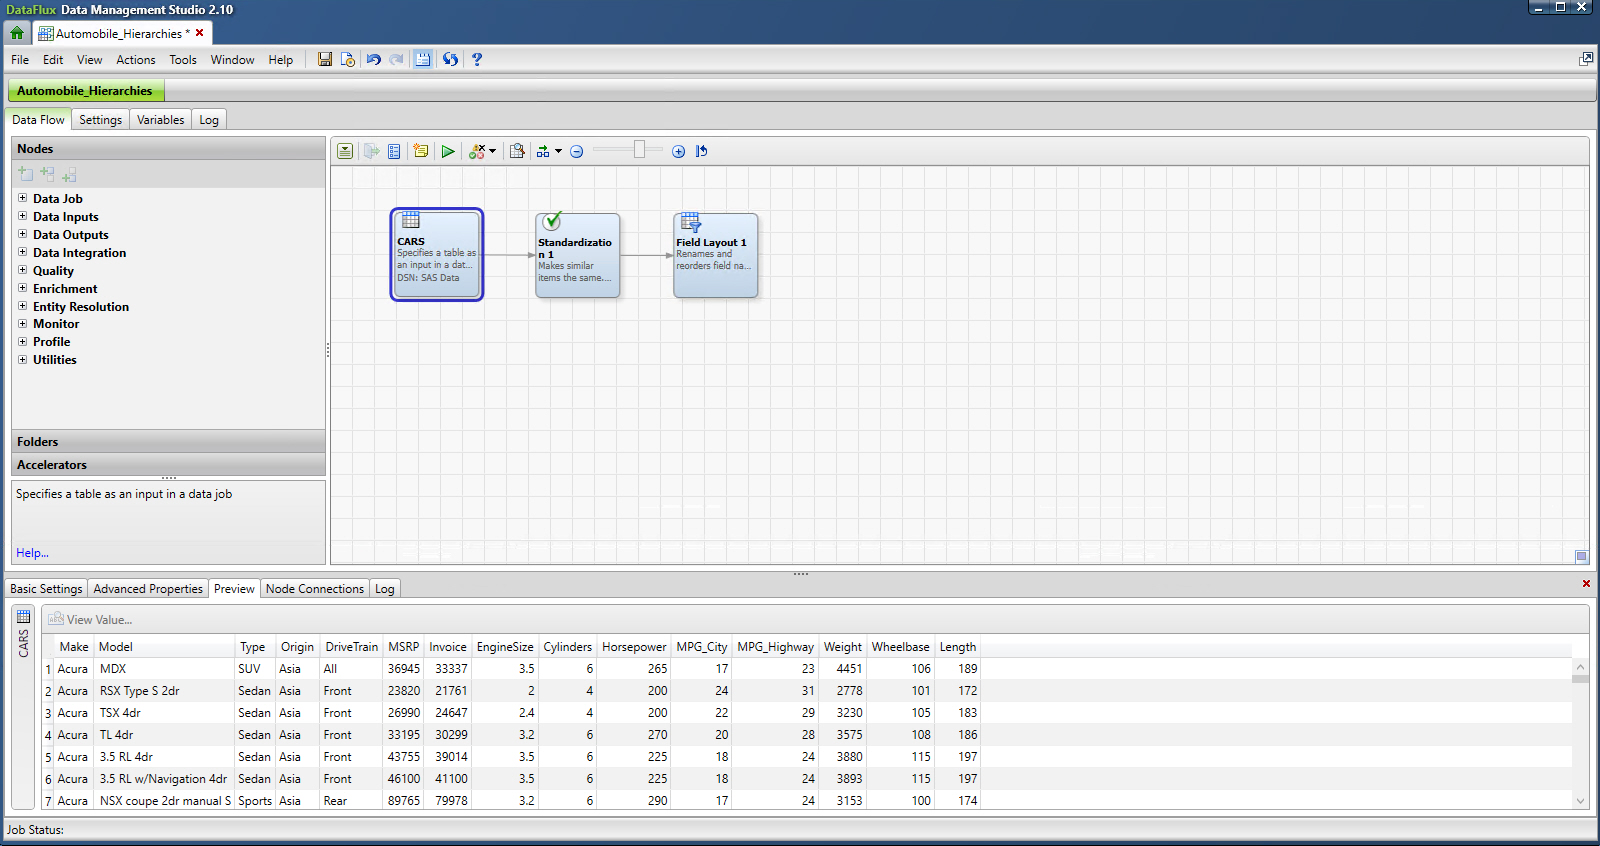 DataFlux Data Management Studio 2.10
Automobile_Hierarchies *
File Edit View Actions Tools Window Help
Automobile_Hierarchies
Data Flow Settings Variables Log
Nodes
Data Job
Data Inputs
Data Outputs
Data Integration
Quality
Enrichment
Entity Resolution
Monitor
Profile
Utilities
Folders
Accelerators
Specifies a table as an input in a data job
Help...
CARS
Specifies a table as
an input in a dat...
DSN: SAS Data
Standardizatio
n 1
Makes similar
items the same....
Field Layout 1
Renames and
reorders field na...
Basic Settings Advanced Properties Preview Node Connections Log
CARS
View Value...
Make Model Type Origin DriveTrain MSRP Invoice EngineSize Cylinders Horsepower MPG_City MPG_Highway Weight Wheelbase Length
1 Acura MDX SUV Asia All 36945 33337 3.5 6 265 17 23 4451 106 189
2 Acura RSX Type S 2dr Sedan Asia Front 23820 21761 2 4 200 24 31 2778 101 172
3 Acura TSX 4dr Sedan Asia Front 26990 24647 2.4 4 200 22 29 3230 105 183
4 Acura TL 4dr Sedan Asia Front 33195 30299 3.2 6 270 20 28 3575 108 186
5 Acura 3.5 RL 4dr Sedan Asia Front 43755 39014 3.5 6 225 18 24 3880 115 197
6 Acura 3.5 RL w/Navigation 4dr Sedan Asia Front 46100 41100 3.5 6 225 18 24 3893 115 197
7 Acura NSX coupe 2dr manual S Sports Asia Rear 89765 79978 3.2 6 290 17 24 3153 100 174
Job Status: